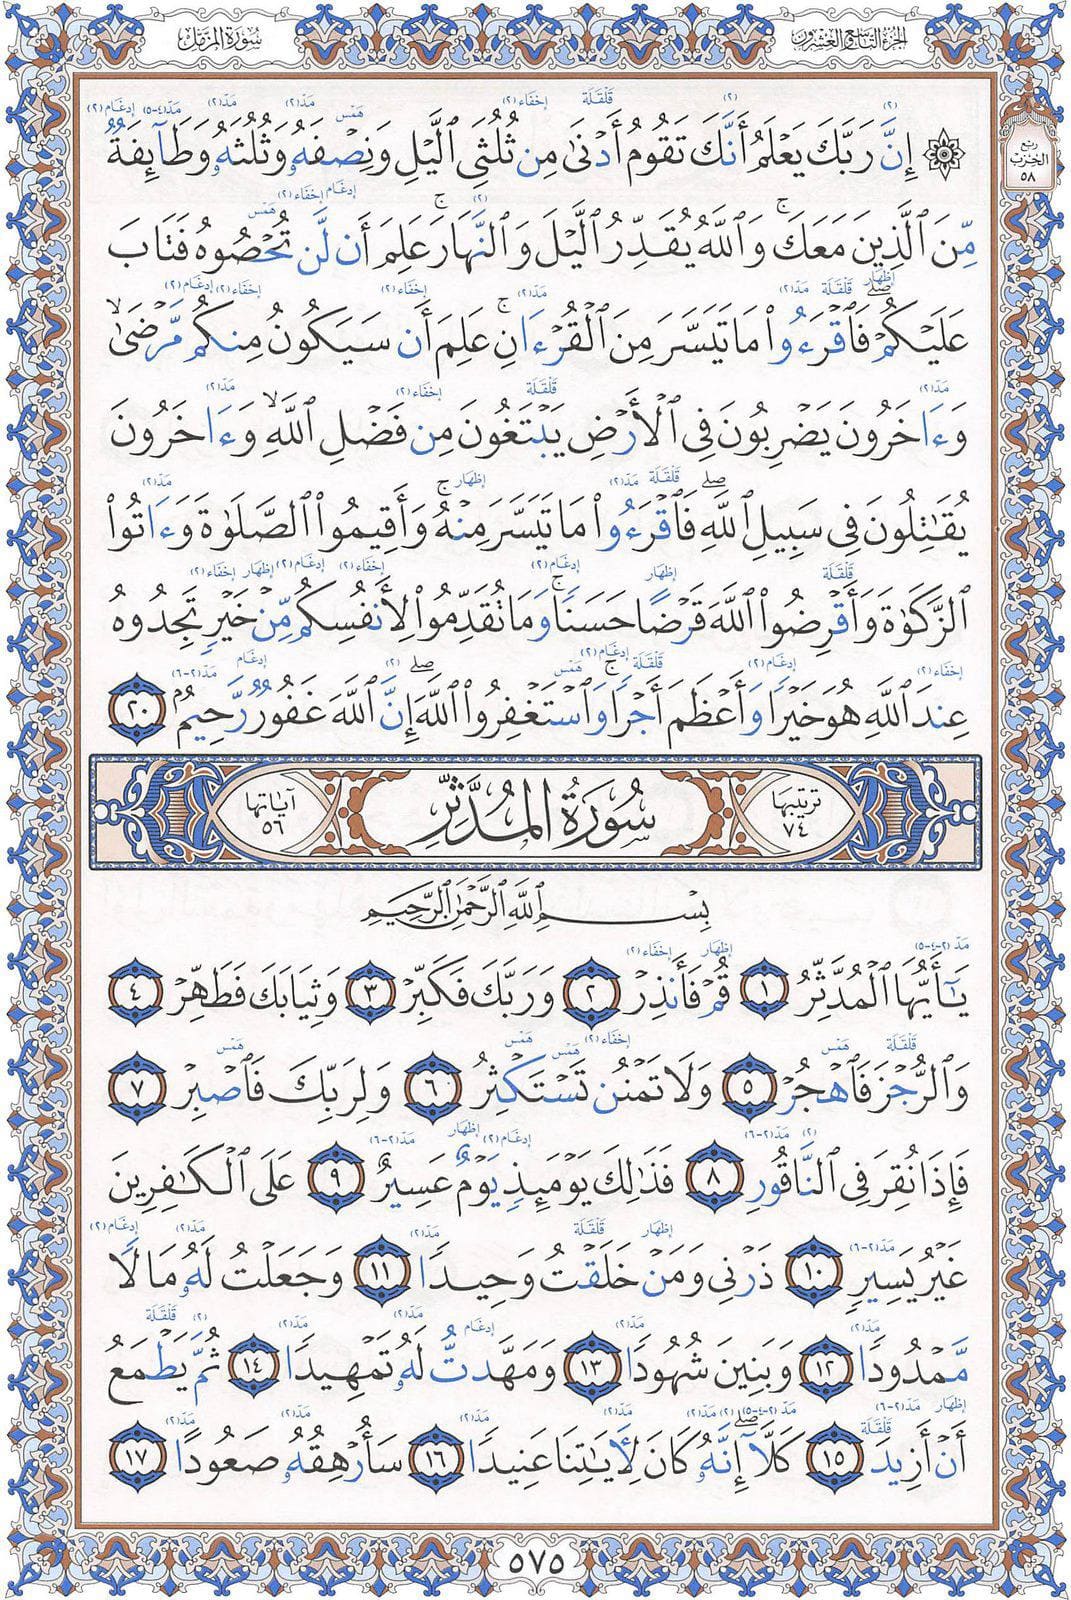 الجزء التاسع والعشرون
سورة المزمل
ربع
الحزب
٥٨
إِنَّ رَبَّكَ يَعْلَمُ أَنَّكَ تَقُومُ أَدْنَىٰ مِن ثُلُثَىِ ٱلَّيْلِ وَنِصْفَهُۥ وَثُلُثَهُۥ وَطَآئِفَةٌ
مِّنَ ٱلَّذِينَ مَعَكَ ۚ وَٱللَّهُ يُقَدِّرُ ٱلَّيْلَ وَٱلنَّهَارَ ۚ عَلِمَ أَن لَّن تُحْصُوهُ فَتَابَ
عَلَيْكُمْ ۖ فَٱقْرَءُوا۟ مَا تَيَسَّرَ مِنَ ٱلْقُرْءَانِ ۚ عَلِمَ أَن سَيَكُونُ مِنكُم مَّرْضَىٰ ۙ
وَءَاخَرُونَ يَضْرِبُونَ فِى ٱلْأَرْضِ يَبْتَغُونَ مِن فَضْلِ ٱللَّهِ ۙ وَءَاخَرُونَ
يُقَـٰتِلُونَ فِى سَبِيلِ ٱللَّهِ ۖ فَٱقْرَءُوا۟ مَا تَيَسَّرَ مِنْهُ ۚ وَأَقِيمُوا۟ ٱلصَّلَوٰةَ وَءَاتُوا۟
ٱلزَّكَوٰةَ وَأَقْرِضُوا۟ ٱللَّهَ قَرْضًا حَسَنًا ۚ وَمَا تُقَدِّمُوا۟ لِأَنفُسِكُم مِّنْ خَيْرٍ تَجِدُوهُ
عِندَ ٱللَّهِ هُوَ خَيْرًا وَأَعْظَمَ أَجْرًا ۚ وَٱسْتَغْفِرُوا۟ ٱللَّهَ ۖ إِنَّ ٱللَّهَ غَفُورٌ رَّحِيمٌۢ ٢٠
ترتيبها ٧٤ سُورَةُ المُدَّثِّر آياتها ٥٦
بِسْمِ ٱللَّهِ ٱلرَّحْمَـٰنِ ٱلرَّحِيمِ
يَـٰٓأَيُّهَا ٱلْمُدَّثِّرُ ١ قُمْ فَأَنذِرْ ٢ وَرَبَّكَ فَكَبِّرْ ٣ وَثِيَابَكَ فَطَهِّرْ ٤
وَٱلرُّجْزَ فَٱهْجُرْ ٥ وَلَا تَمْنُن تَسْتَكْثِرُ ٦ وَلِرَبِّكَ فَٱصْبِرْ ٧
فَإِذَا نُقِرَ فِى ٱلنَّاقُورِ ٨ فَذَٰلِكَ يَوْمَئِذٍ يَوْمٌ عَسِيرٌ ٩ عَلَى ٱلْكَـٰفِرِينَ
غَيْرُ يَسِيرٍ ١٠ ذَرْنِى وَمَنْ خَلَقْتُ وَحِيدًا ١١ وَجَعَلْتُ لَهُۥ مَالًا
مَّمْدُودًا ١٢ وَبَنِينَ شُهُودًا ١٣ وَمَهَّدتُّ لَهُۥ تَمْهِيدًا ١٤ ثُمَّ يَطْمَعُ
أَنْ أَزِيدَ ١٥ كَلَّآ ۖ إِنَّهُۥ كَانَ لِـَٔايَـٰتِنَا عَنِيدًا ١٦ سَأُرْهِقُهُۥ صَعُودًا ١٧
٥٧٥